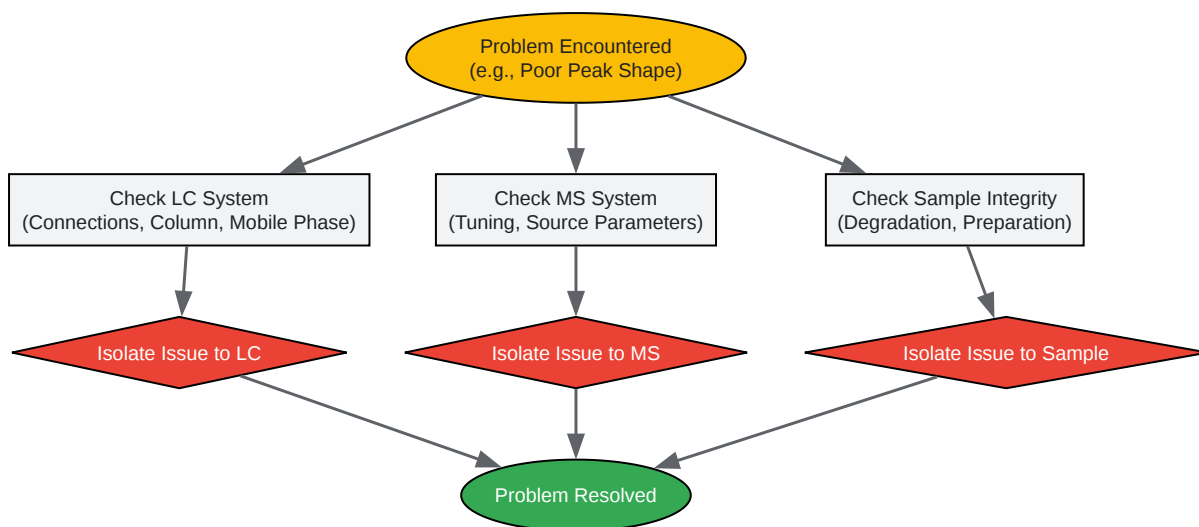 Problem Encountered
(e.g., Poor Peak Shape)
Check LC System
(Connections, Column, Mobile Phase)
Check MS System
(Tuning, Source Parameters)
Check Sample Integrity
(Degradation, Preparation)
Isolate Issue to LC
Isolate Issue to MS
Isolate Issue to Sample
Problem Resolved